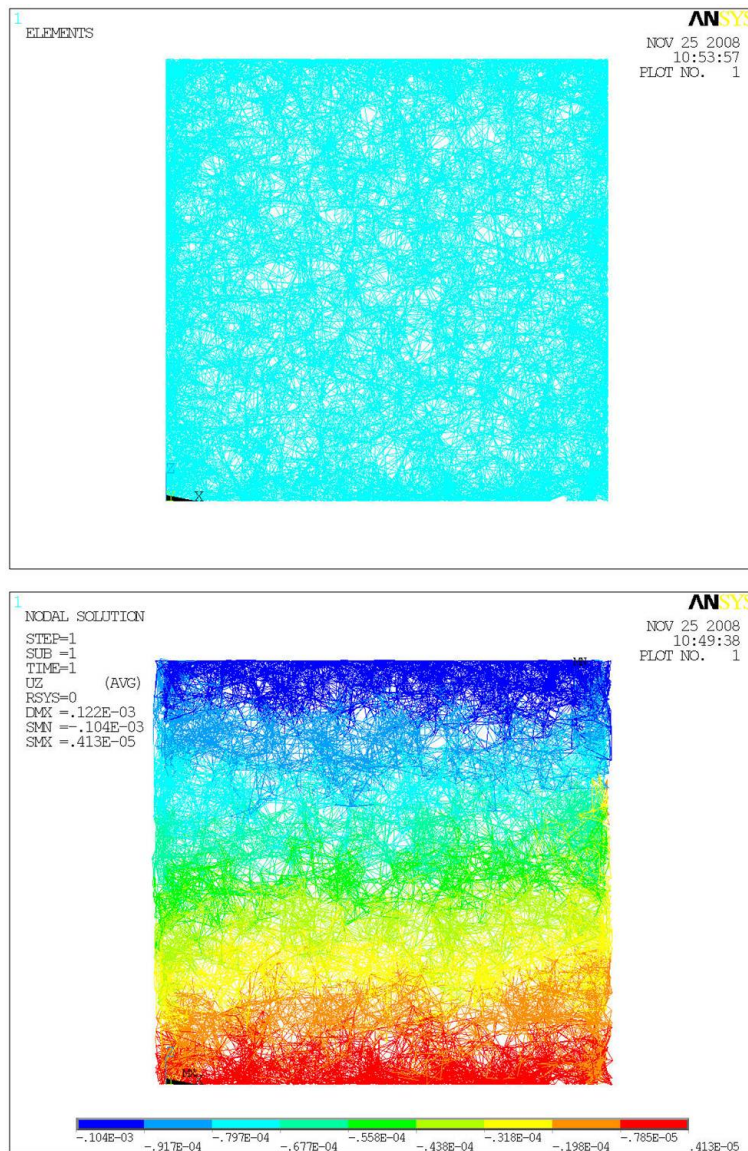 1
ANSYS
ELEMENTS
NOV 25 2008
10:53:57
PLOT NO. 1
Z
X
1
ANSYS
NODAL SOLUTION
NOV 25 2008
10:49:38
PLOT NO. 1
STEP=1
SUB =1
TIME=1
UZ (AVG)
RSYS=0
DMX =.122E-03
SMN =-.104E-03
SMX =.413E-05
MX
-.104E-03
-.917E-04
-.797E-04
-.677E-04
-.558E-04
-.438E-04
-.318E-04
-.198E-04
-.785E-05
.413E-05